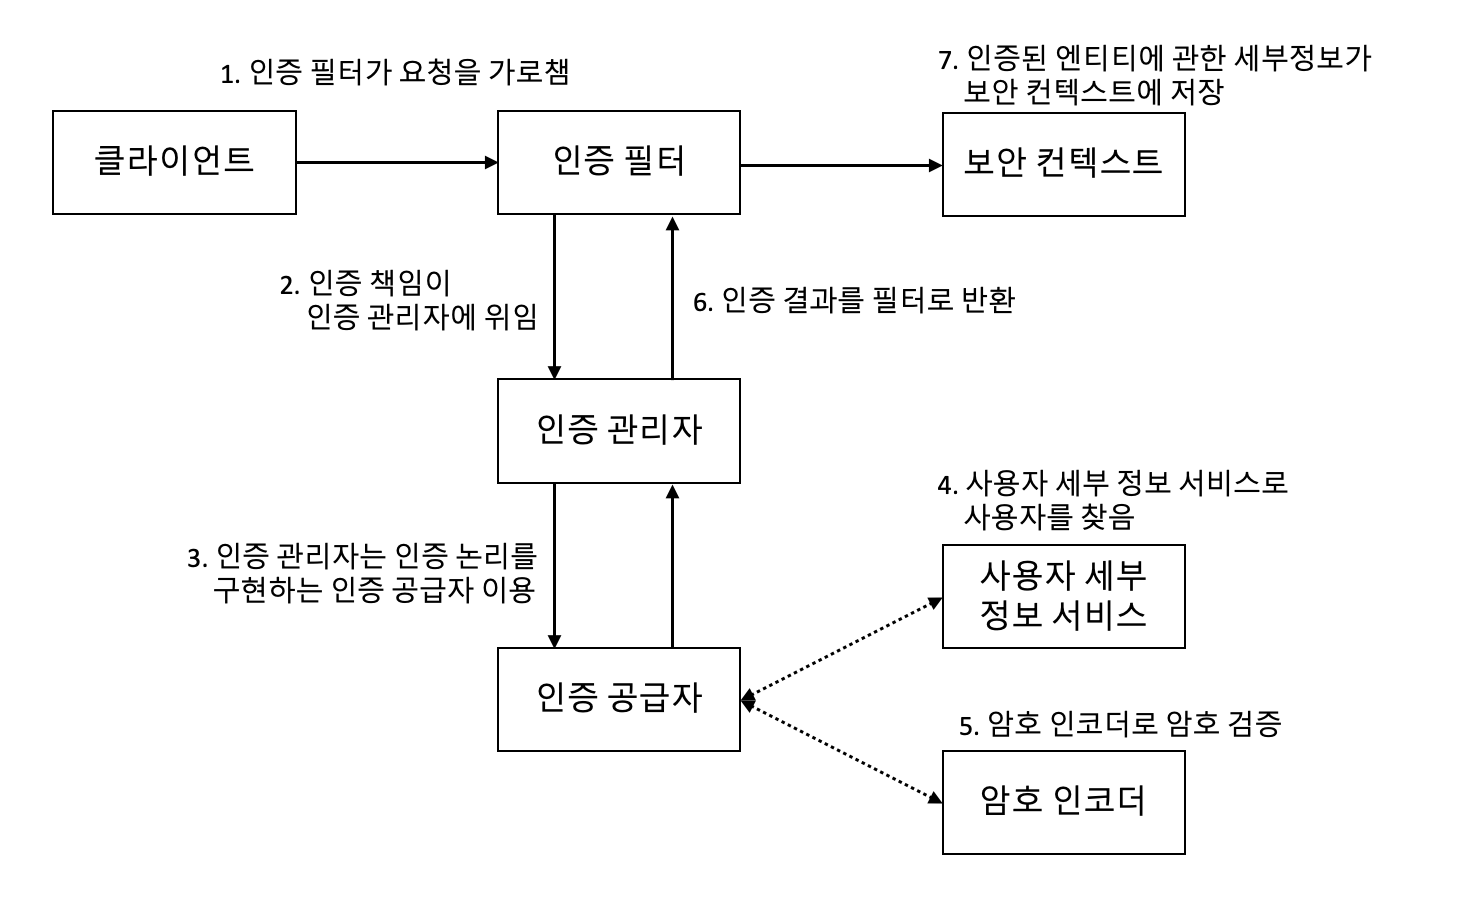 1. 인증 필터가 요청을 가로챔
7. 인증된 엔티티에 관한 세부정보가
보안 컨텍스트에 저장
클라이언트
인증 필터
보안 컨텍스트
2. 인증 책임이
인증 관리자에 위임
6. 인증 결과를 필터로 반환
인증 관리자
4. 사용자 세부 정보 서비스로
사용자를 찾음
3. 인증 관리자는 인증 논리를
구현하는 인증 공급자 이용
사용자 세부
정보 서비스
인증 공급자
5. 암호 인코더로 암호 검증
암호 인코더